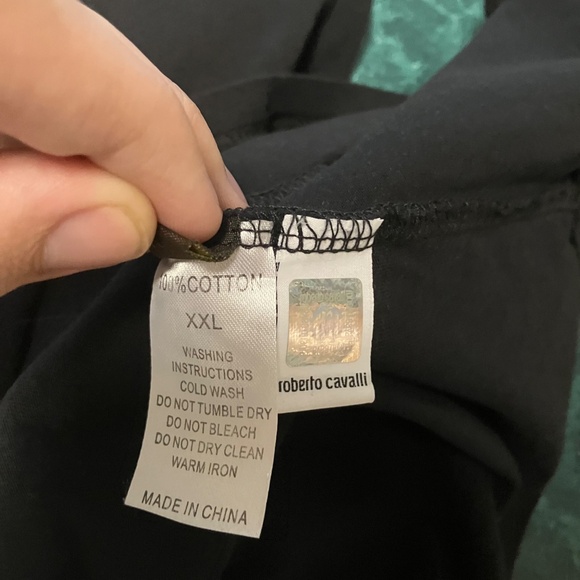 100%COTTON
XXL
WASHING
INSTRUCTIONS
COLD WASH
DO NOT TUMBLE DRY
DO NOT BLEACH
DO NOT DRY CLEAN
WARM IRON
MADE IN CHINA
roberto cavalli